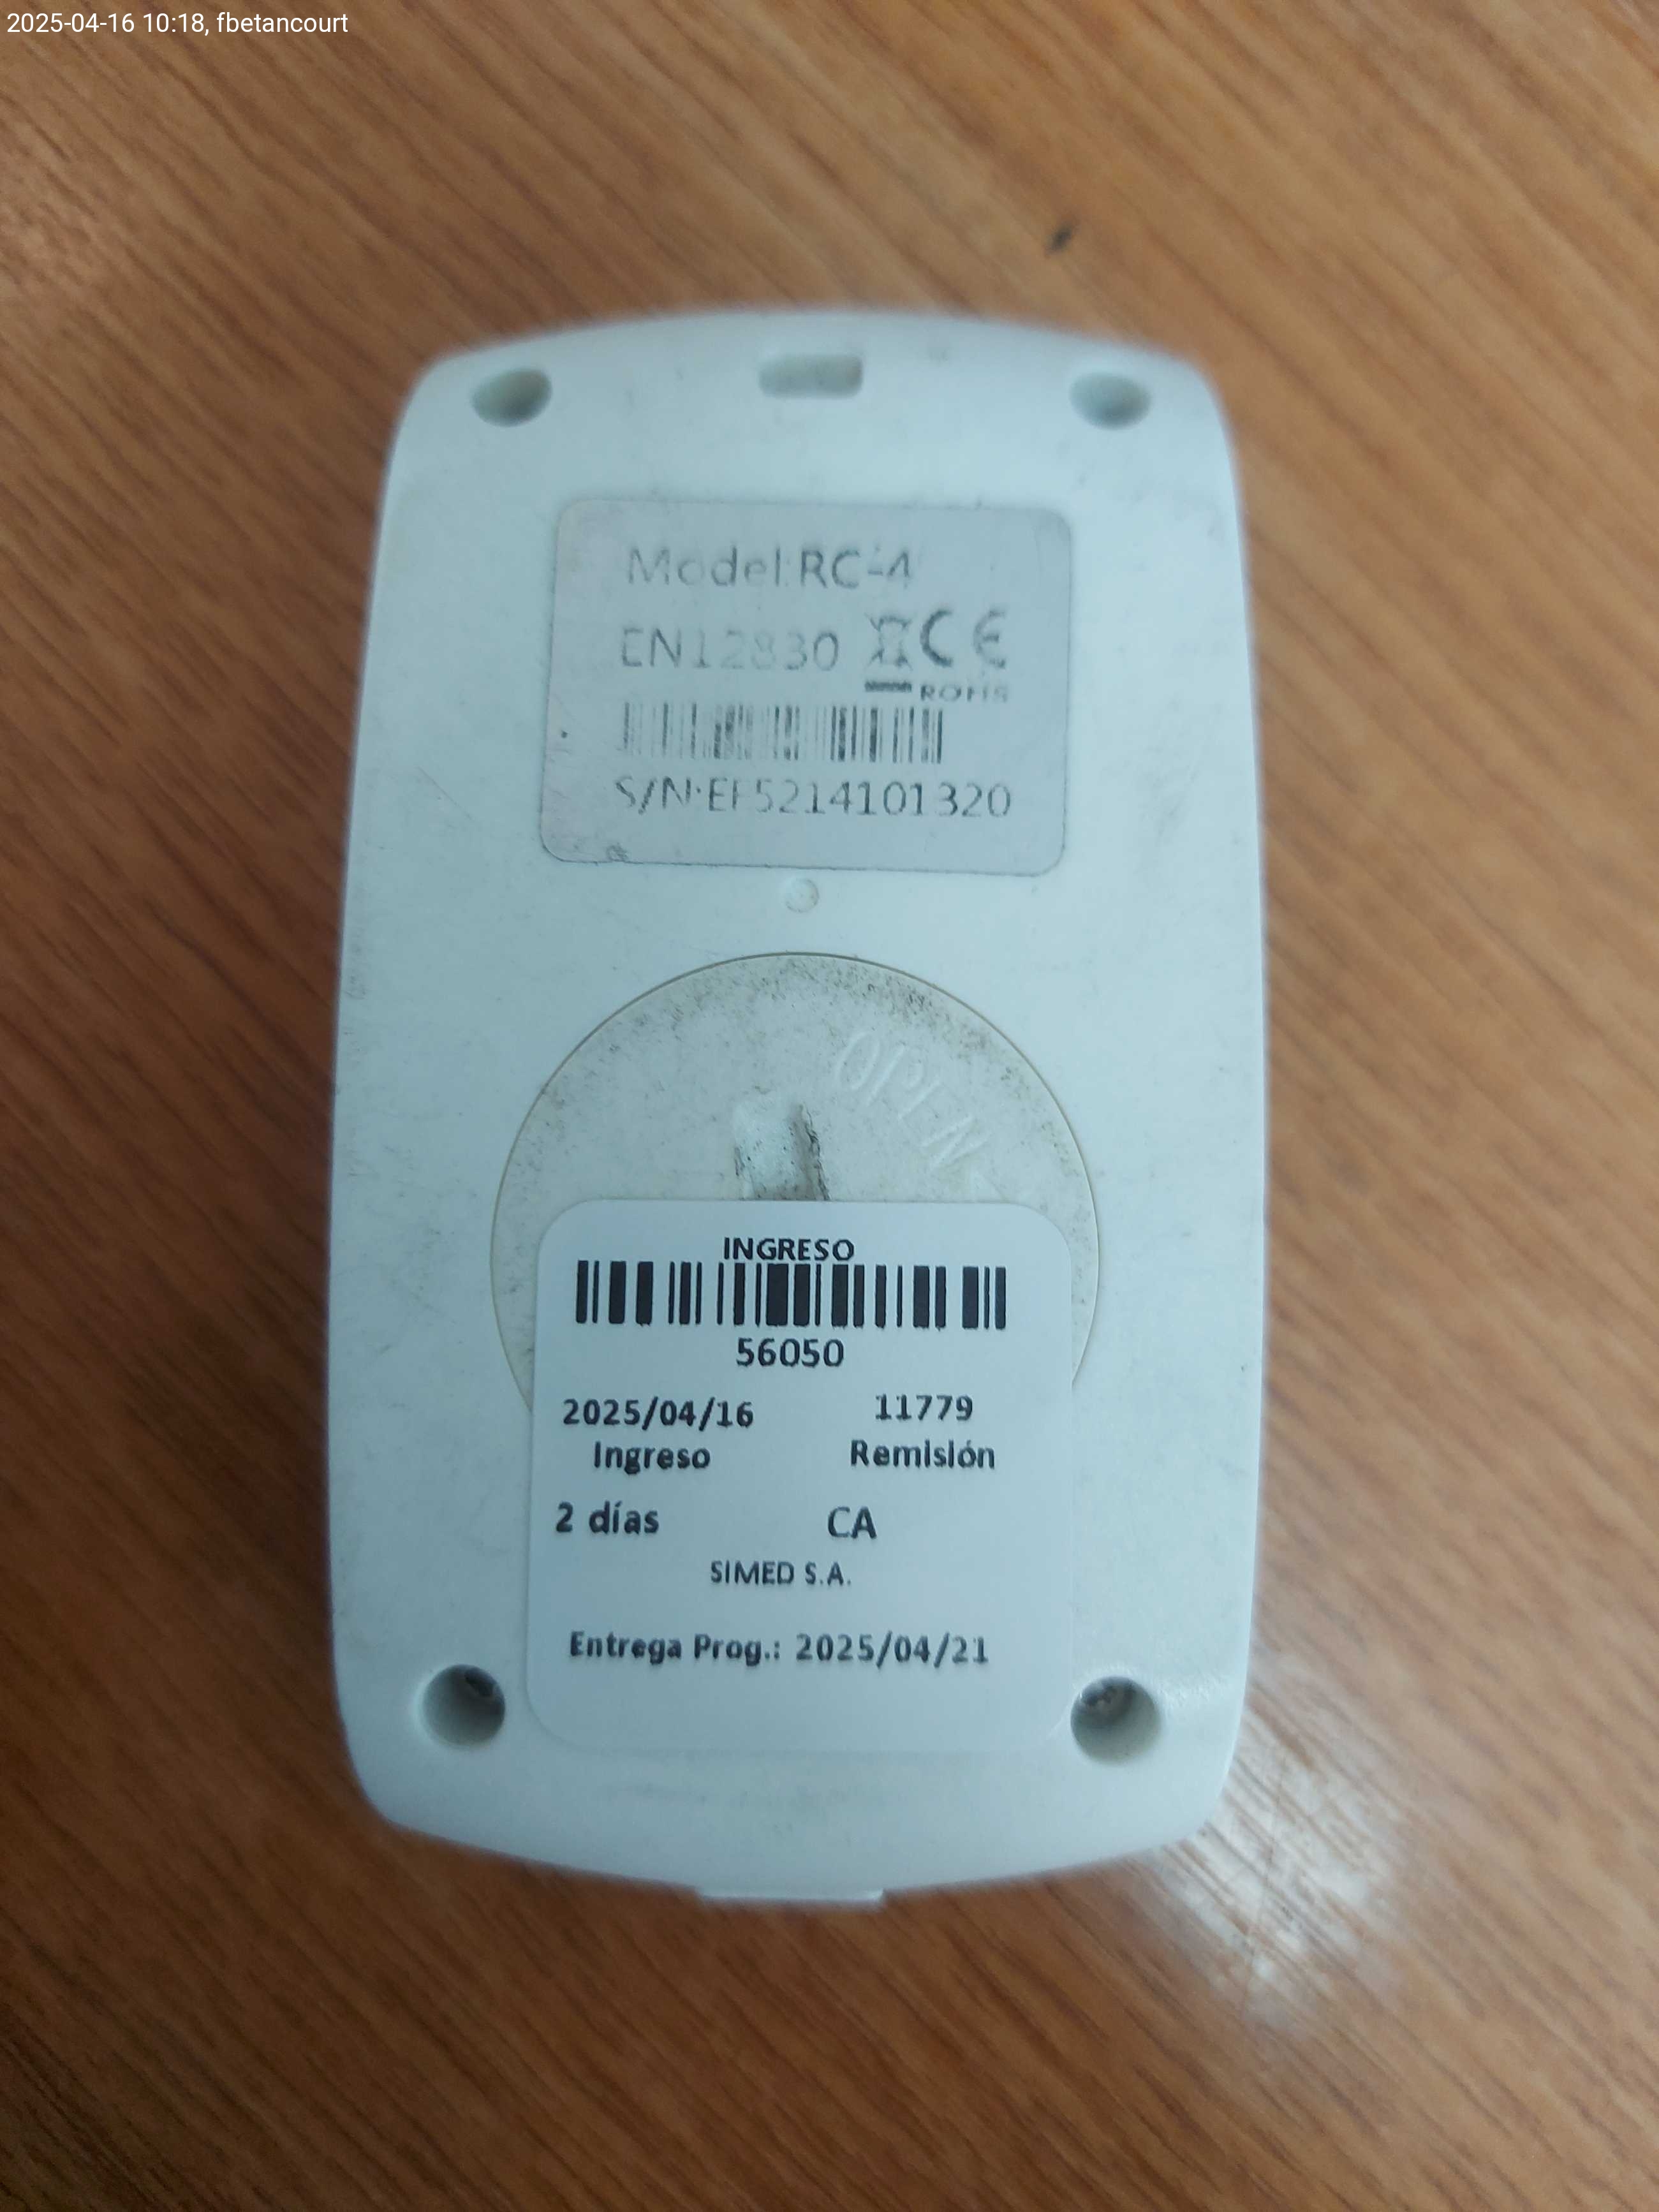 2025-04-16 10:18, fbetancourt
Model:RC-4
EN12830 CE
ROHS
S/N:EF5214101320
OPEN
INGRESO
56050
2025/04/16 11779
Ingreso Remisión
2 días CA
SIMED S.A.
Entrega Prog.: 2025/04/21